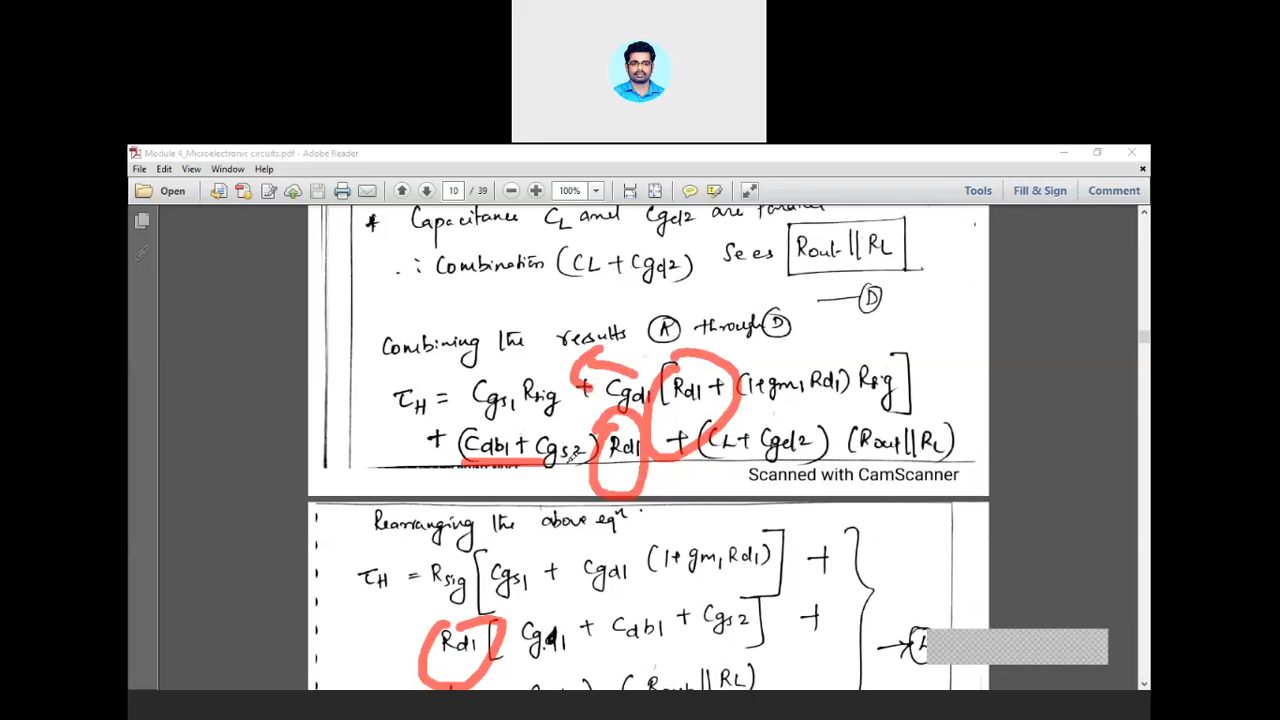 Module 4_Microelectronic circuits.pdf - Adobe Reader
File Edit View Window Help
Open 10 / 39 100% Tools Fill & Sign Comment
* Capacitance CL and Cgd2 are parallel
∴ Combination (CL + Cgd2) Sees Rout || RL
— D
Combining the results A through D
τH = Cgs1 Rsig + Cgd1 [Rd1 + (1+gm1 Rd1) Rsig]
+ (Cdb1 + Cgs2) Rd1 + (CL + Cgd2) (Rout || RL)
Scanned with CamScanner
Rearranging the above eqn.
τH = Rsig [Cgs1 + Cgd1 (1+gm1 Rd1)] +
Rd1 [Cgd1 + Cdb1 + Cgs2] +
(Rout || RL)